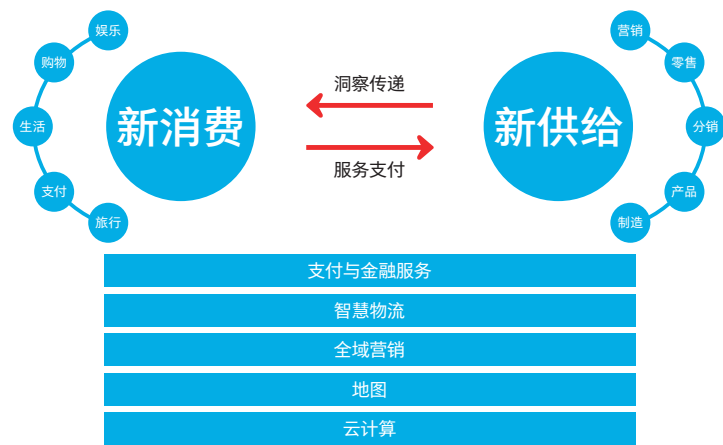 娱乐
购物
生活
支付
旅行
新消费
洞察传递
服务支付
新供给
营销
零售
分销
产品
制造
支付与金融服务
智慧物流
全域营销
地图
云计算